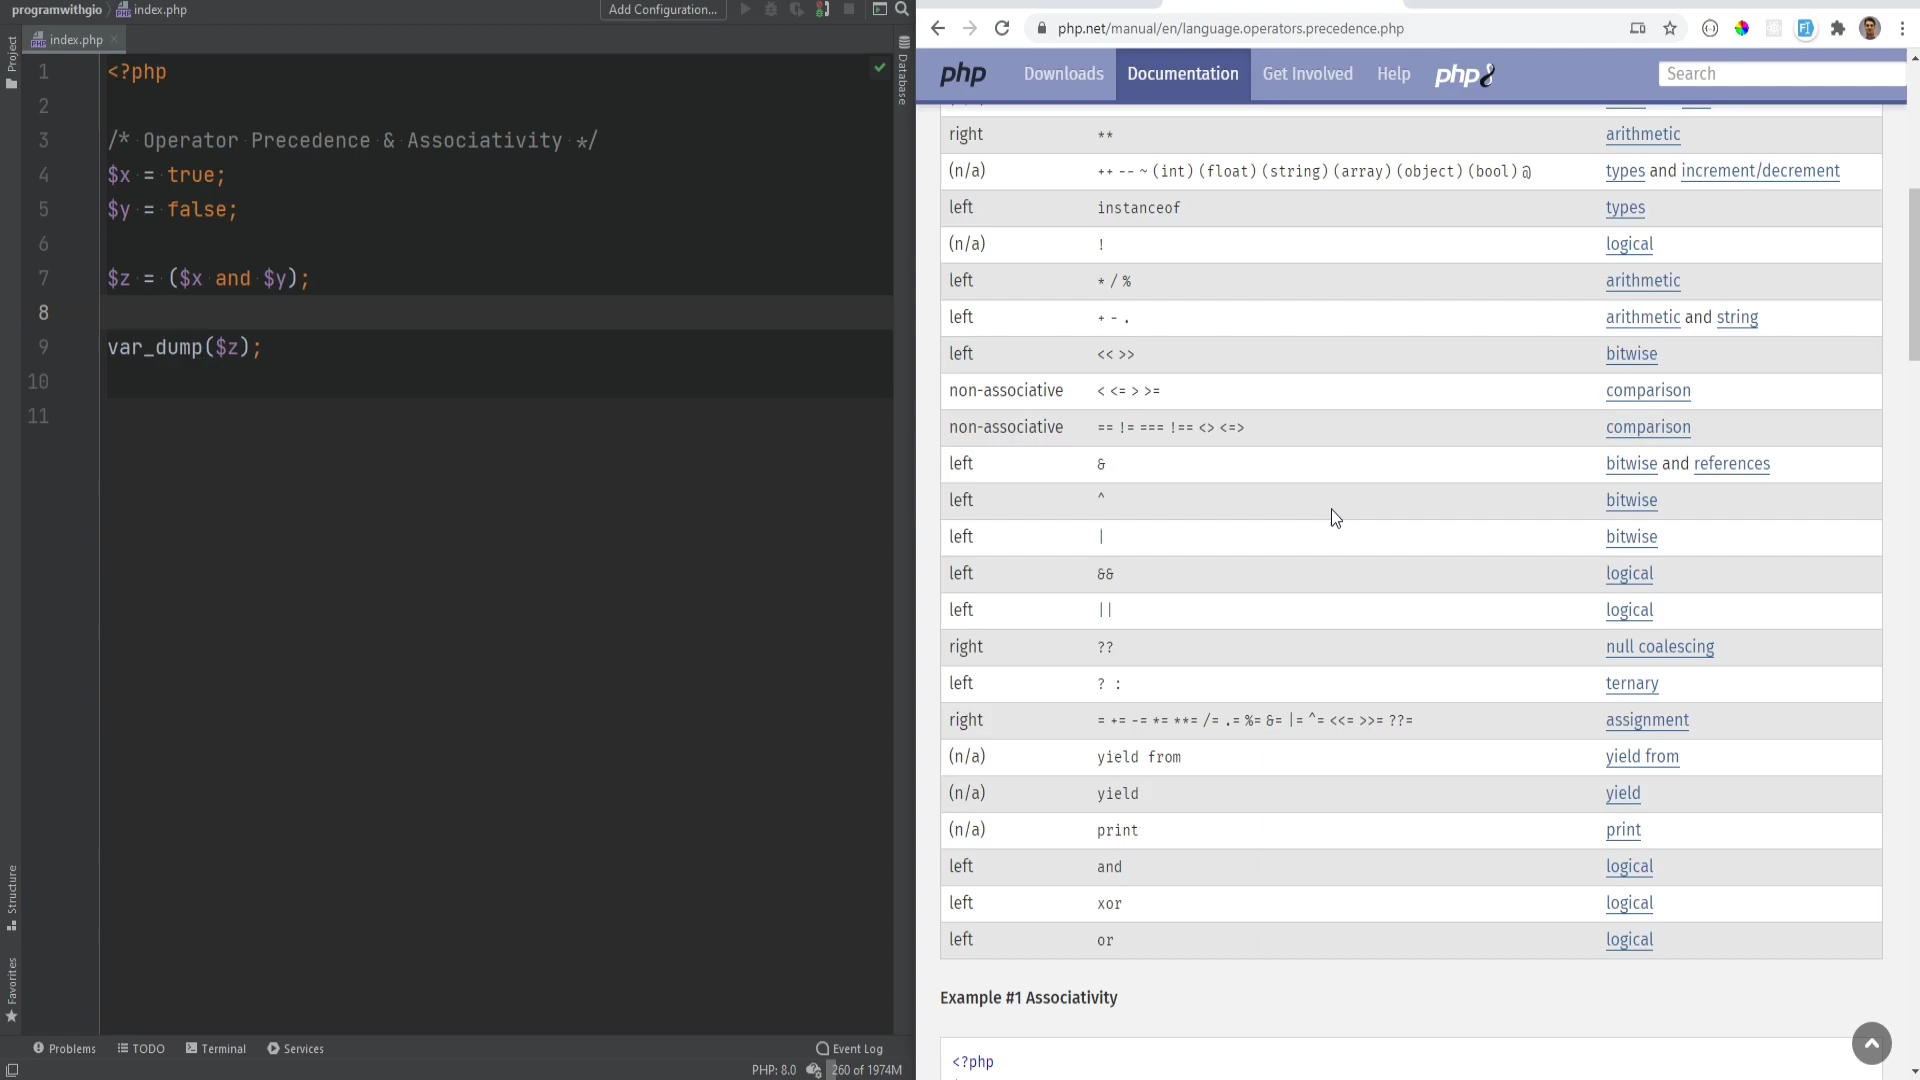 programwithgio
index.php
Add Configuration...
Project
index.php
Database
1 <?php
2
3 /* Operator Precedence & Associativity */
4 $x = true;
5 $y = false;
6
7 $z = ($x and $y);
8
9 var_dump($z);
10
11
Structure
Favorites
Problems
TODO
Terminal
Services
Event Log
PHP: 8.0
260 of 1974M
php.net/manual/en/language.operators.precedence.php
php
Downloads
Documentation
Get Involved
Help
php8
Search
right ** arithmetic
(n/a) ++ -- ~ (int) (float) (string) (array) (object) (bool) @ types and increment/decrement
left instanceof types
(n/a) ! logical
left * / % arithmetic
left + - . arithmetic and string
left << >> bitwise
non-associative < <= > >= comparison
non-associative == != === !== <> <=> comparison
left & bitwise and references
left ^ bitwise
left | bitwise
left && logical
left || logical
right ?? null coalescing
left ? : ternary
right = += -= *= **= /= .= %= &= |= ^= <<= >>= ??= assignment
(n/a) yield from yield from
(n/a) yield yield
(n/a) print print
left and logical
left xor logical
left or logical
Example #1 Associativity
<?php